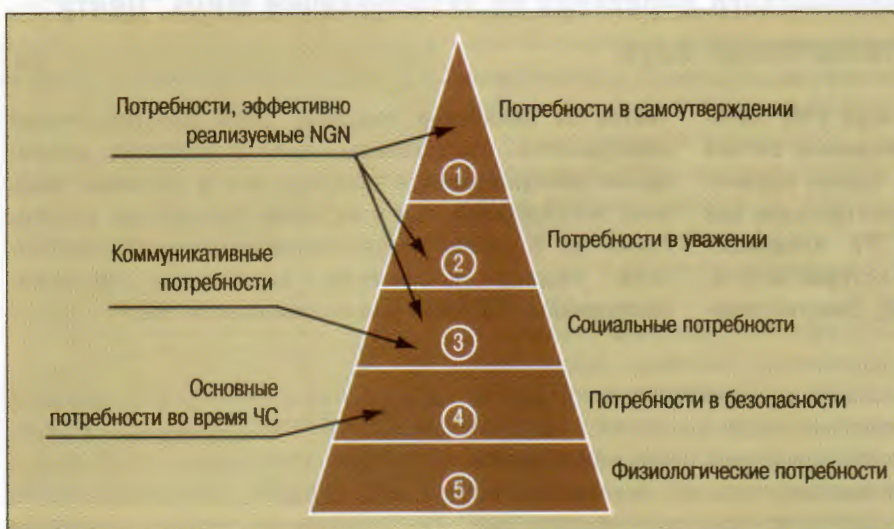 Потребности, эффективно
реализуемые NGN
Потребности в самоутверждении
1
2
Потребности в уважении
Коммуникативные
потребности
3
Социальные потребности
Основные
потребности во время ЧС
4
Потребности в безопасности
5
Физиологические потребности